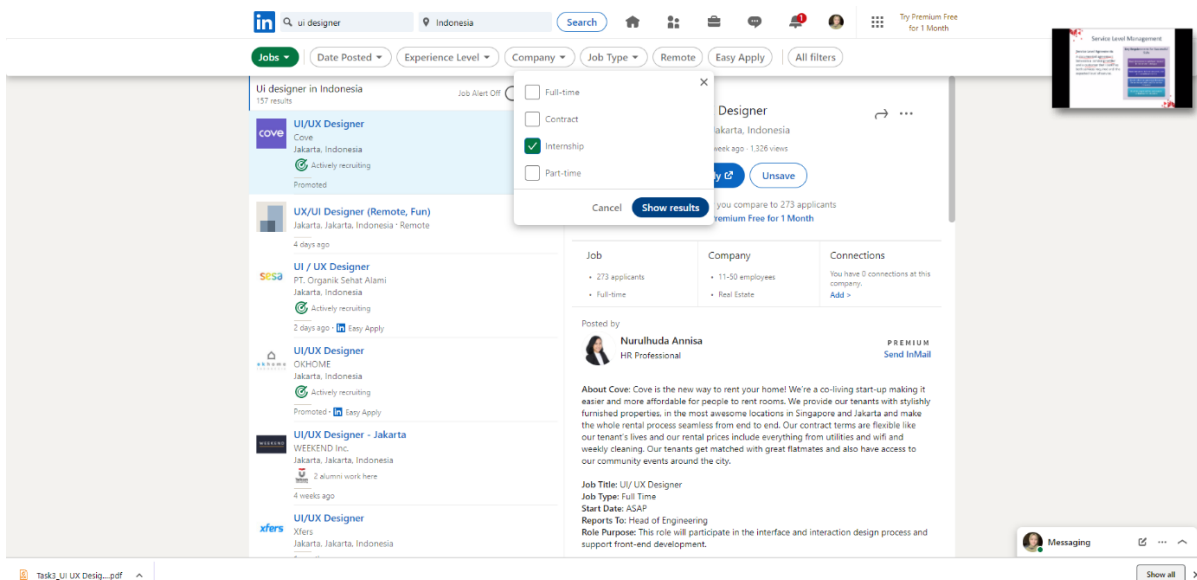 in
ui designer
Indonesia
Search
1
Try Premium Free
for 1 Month
Jobs
Date Posted
Experience Level
Company
Job Type
Remote
Easy Apply
All filters
Ui designer in Indonesia
157 results
Job Alert Off
cove
UI/UX Designer
Cove
Jakarta, Indonesia
Actively recruiting
Promoted
UX/UI Designer (Remote, Fun)
Jakarta, Jakarta, Indonesia · Remote
4 days ago
sesa
UI / UX Designer
PT. Organik Sehat Alami
Jakarta, Indonesia
Actively recruiting
2 days ago · in Easy Apply
okhome
UI/UX Designer
OKHOME
Jakarta, Indonesia
Actively recruiting
Promoted · in Easy Apply
WEEKEND
UI/UX Designer - Jakarta
WEEKEND Inc.
Jakarta, Jakarta, Indonesia
2 alumni work here
4 weeks ago
xfers
UI/UX Designer
Xfers
Jakarta, Jakarta, Indonesia
Full-time
Contract
Internship
Part-time
Cancel
Show results
Designer
akarta, Indonesia
week ago · 1,326 views
ly
Unsave
you compare to 273 applicants
remium Free for 1 Month
Job
• 273 applicants
• Full-time
Company
• 11-50 employees
• Real Estate
Connections
You have 0 connections at this
company.
Add >
Posted by
Nurulhuda Annisa
HR Professional
PREMIUM
Send InMail
About Cove: Cove is the new way to rent your home! We're a co-living start-up making it
easier and more affordable for people to rent rooms. We provide our tenants with stylishly
furnished properties, in the most awesome locations in Singapore and Jakarta and make
the whole rental process seamless from end to end. Our contract terms are flexible like
our tenant's lives and our rental prices include everything from utilities and wifi and
weekly cleaning. Our tenants get matched with great flatmates and also have access to
our community events around the city.
Job Title: UI/ UX Designer
Job Type: Full Time
Start Date: ASAP
Reports To: Head of Engineering
Role Purpose: This role will participate in the interface and interaction design process and
support front-end development.
Service Level Management
Messaging
Task3_UI UX Desig....pdf
Show all